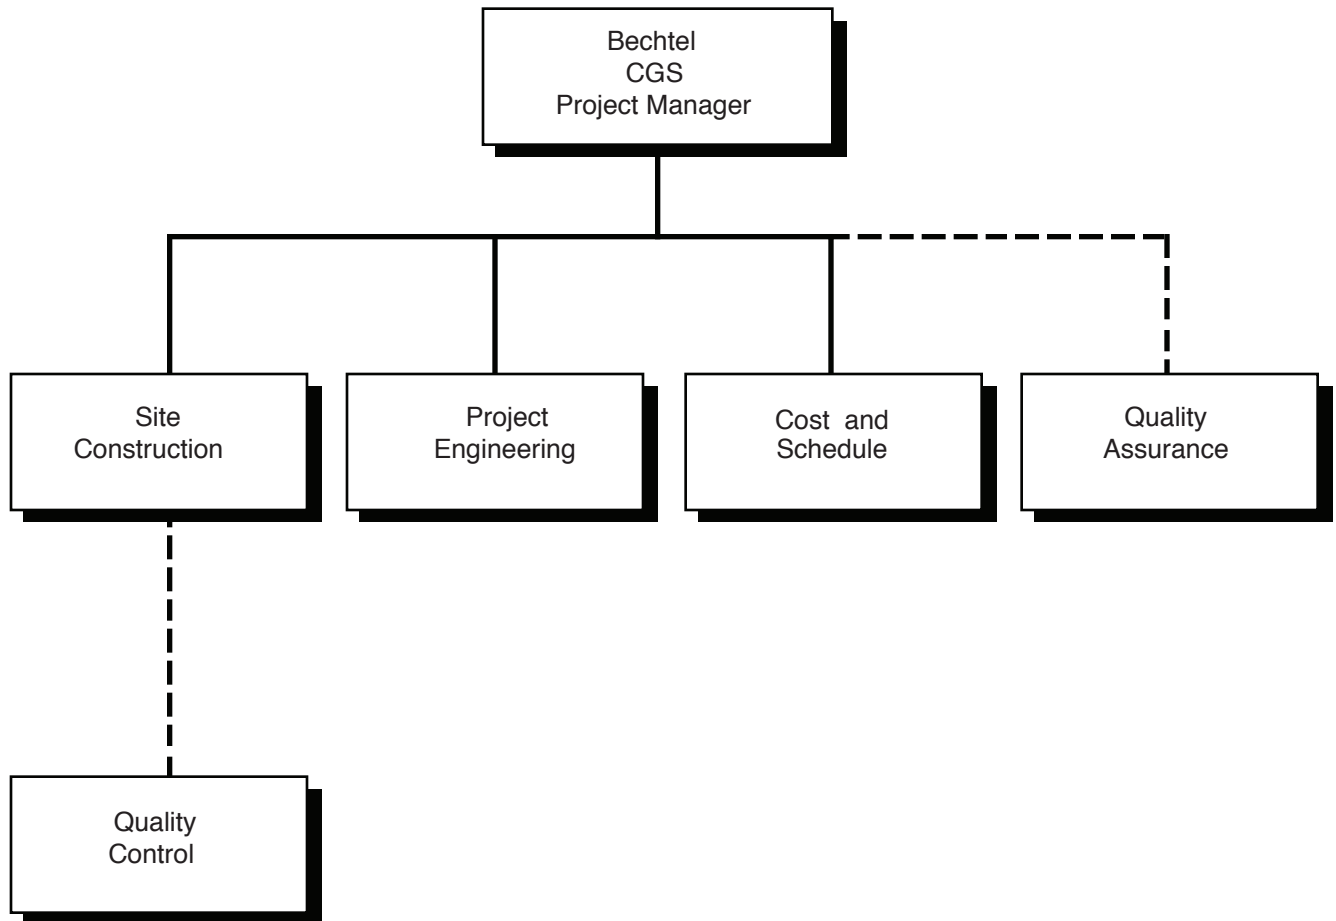 Bechtel
CGS
Project Manager
Site
Construction
Project
Engineering
Cost and
Schedule
Quality
Assurance
Quality
Control